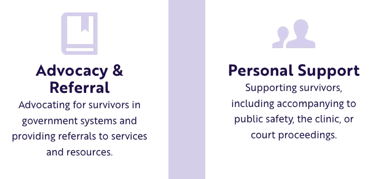 Advocacy &
Referral
Advocating for survivors in
government systems and
providing referrals to services
and resources.
Personal Support
Supporting survivors,
including accompanying to
public safety, the clinic, or
court proceedings.